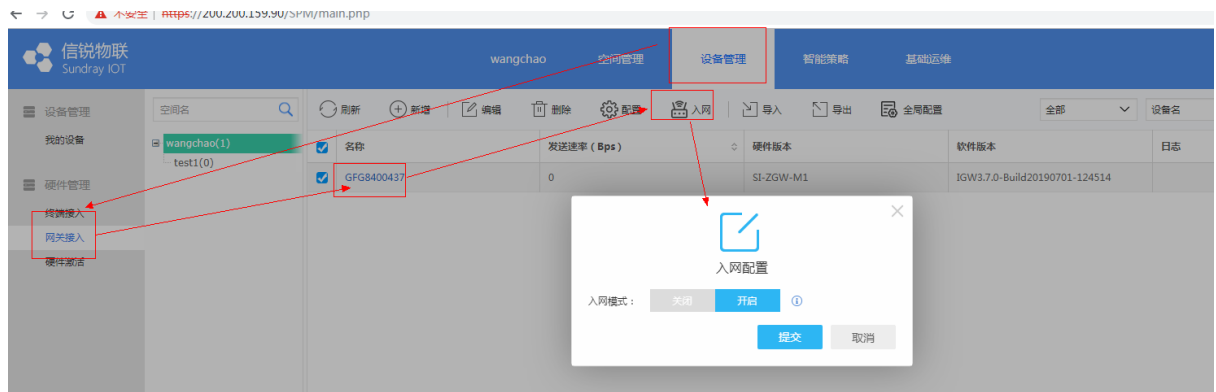 不安全 | https://200.200.159.90/SPM/main.php
信锐物联
Sundray IOT
wangchao 空间管理 设备管理 智能策略 基础运维
设备管理
我的设备
硬件管理
终端接入
网关接入
硬件激活
空间名
wangchao(1)
test1(0)
刷新 新增 编辑 删除 配置 入网 导入 导出 全局配置 全部 设备名
名称 发送速率（Bps） 硬件版本 软件版本 日志
GFG8400437 0 SI-ZGW-M1 IGW3.7.0-Build20190701-124514
入网配置
入网模式： 关闭 开启
提交 取消